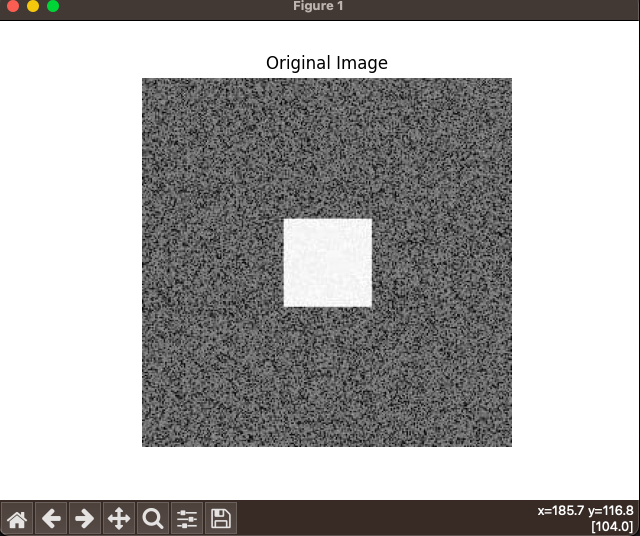 Figure 1
Original Image
x=185.7 y=116.8
[104.0]